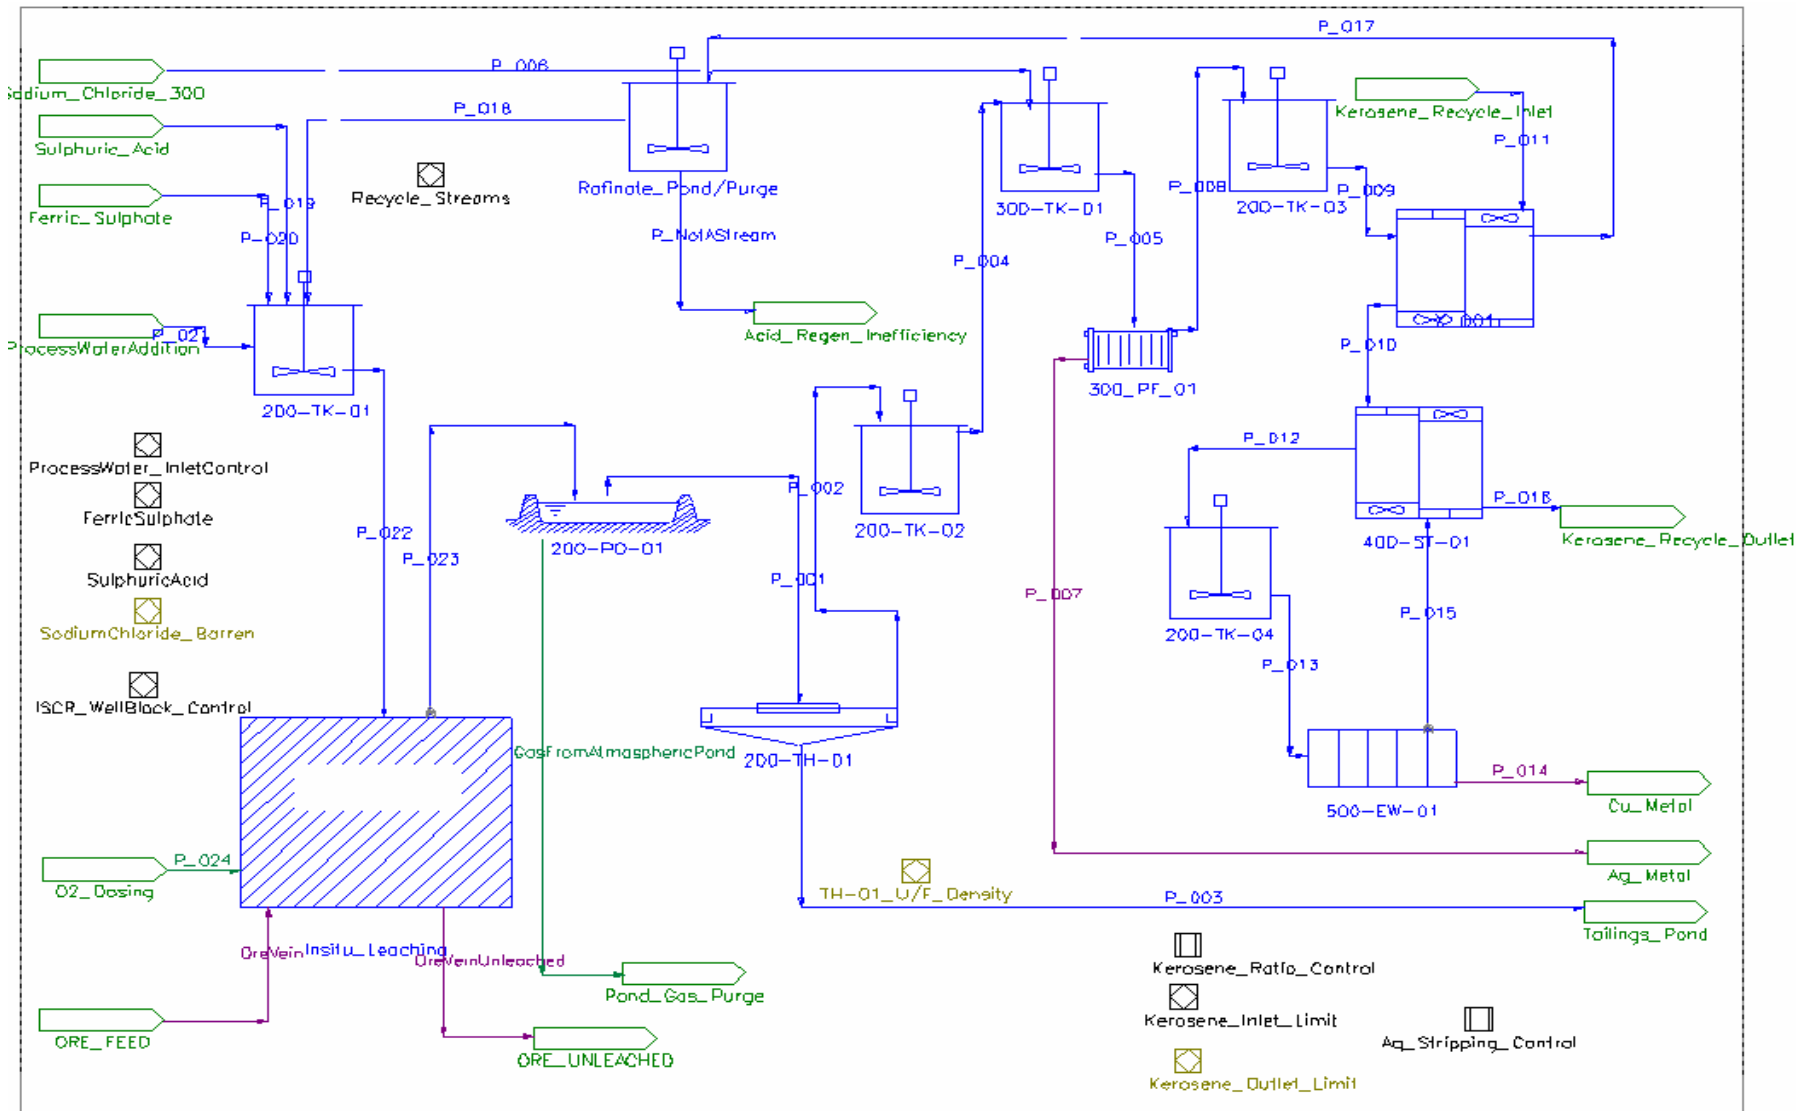 P_017
P_006
Sodium_Chloride_300
Kerosene_Recycle_Inlet
P_018
Sulphuric_Acid
P_011
Rafinate_Pond/Purge
P_008
P_009
Recycle_Streams
300-TK-01
200-TK-03
Ferric_Sulphate
P_019
P_020
P_NotAStream
P_005
P_004
P_021
Acid_Regen_Inefficiency
ProcessWaterAddition
P_010
300_PF_01
200-TK-01
P_012
ProcessWater_InletControl
P_002
P_016
FerricSulphate
P_022
200-TK-02
400-ST-01
Kerosene_Recycle_Outlet
200-PO-01
P_023
SulphuricAcid
P_001
P_007
P_015
SodiumChloride_Barren
200-TK-04
P_013
ISCR_WellBlock_Control
GasFromAtmosphericPond
200-TH-01
P_014
Cu_Metal
500-EW-01
P_024
O2_Dosing
TH-01_U/F_Density
Ag_Metal
P_003
Tailings_Pond
OreVein
Insitu_Leaching
OreVeinUnleached
Kerosene_Ratio_Control
Pond_Gas_Purge
Kerosene_Inlet_Limit
ORE_FEED
Ag_Stripping_Control
ORE_UNLEACHED
Kerosene_Outlet_Limit